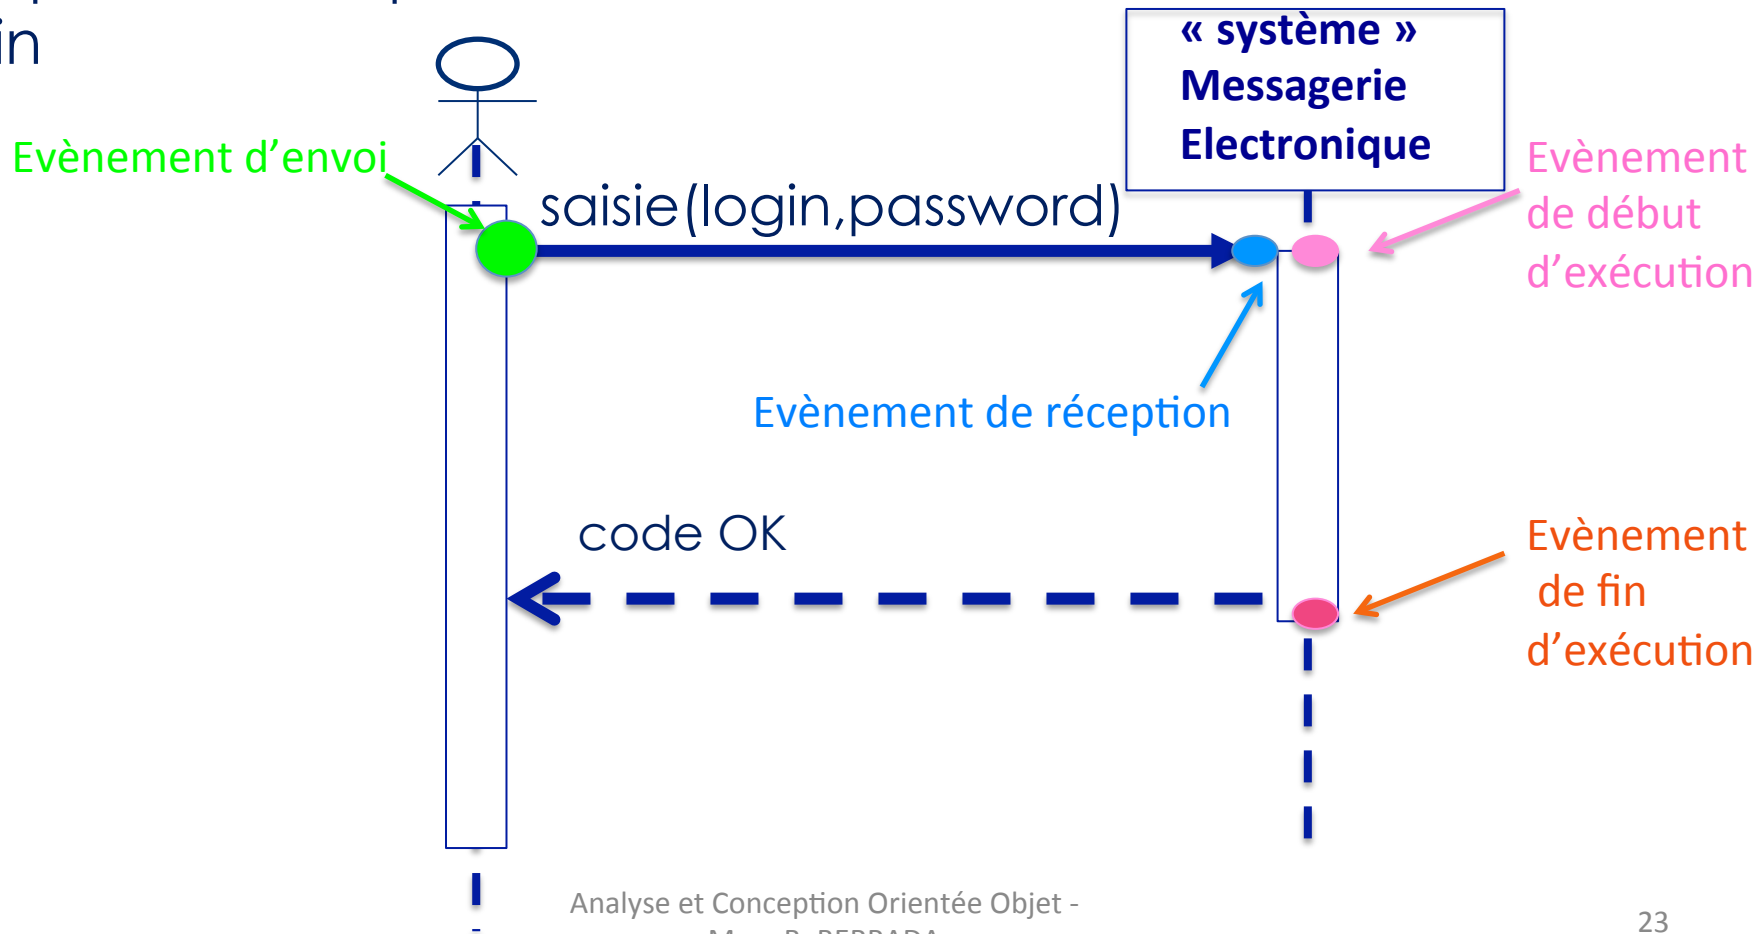 in
« système »
Messagerie
Electronique
Evènement d’envoi
Evènement
de début
d’exécution
saisie(login,password)
Evènement de réception
code OK
Evènement
de fin
d’exécution
Analyse et Conception Orientée Objet -
23